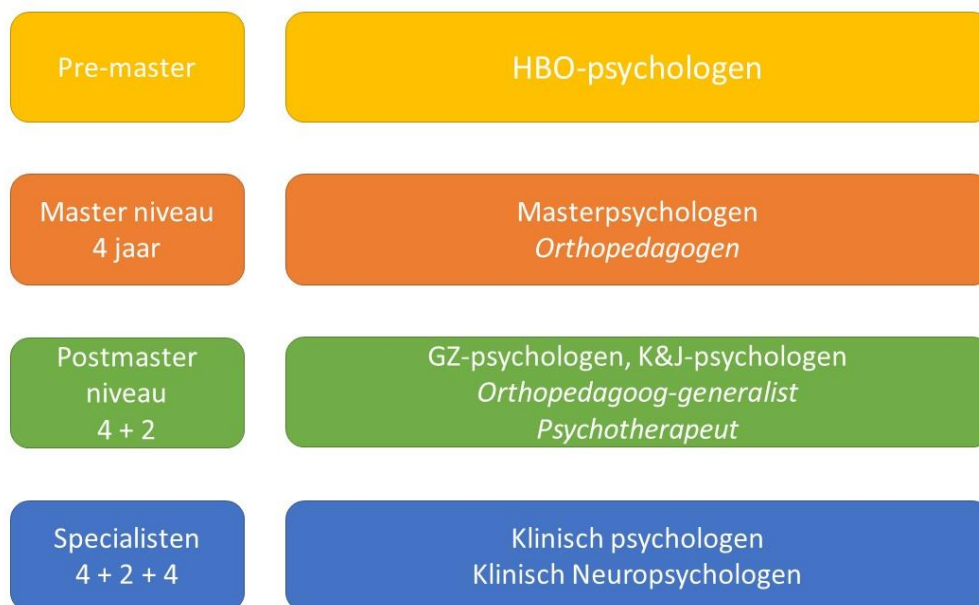 Pre-master
HBO-psychologen
Master niveau
4 jaar
Masterpsychologen
Orthopedagogen
Postmaster
niveau
4 + 2
GZ-psychologen, K&J-psychologen
Orthopedagoog-generalist
Psychotherapeut
Specialisten
4 + 2 + 4
Klinisch psychologen
Klinisch Neuropsychologen